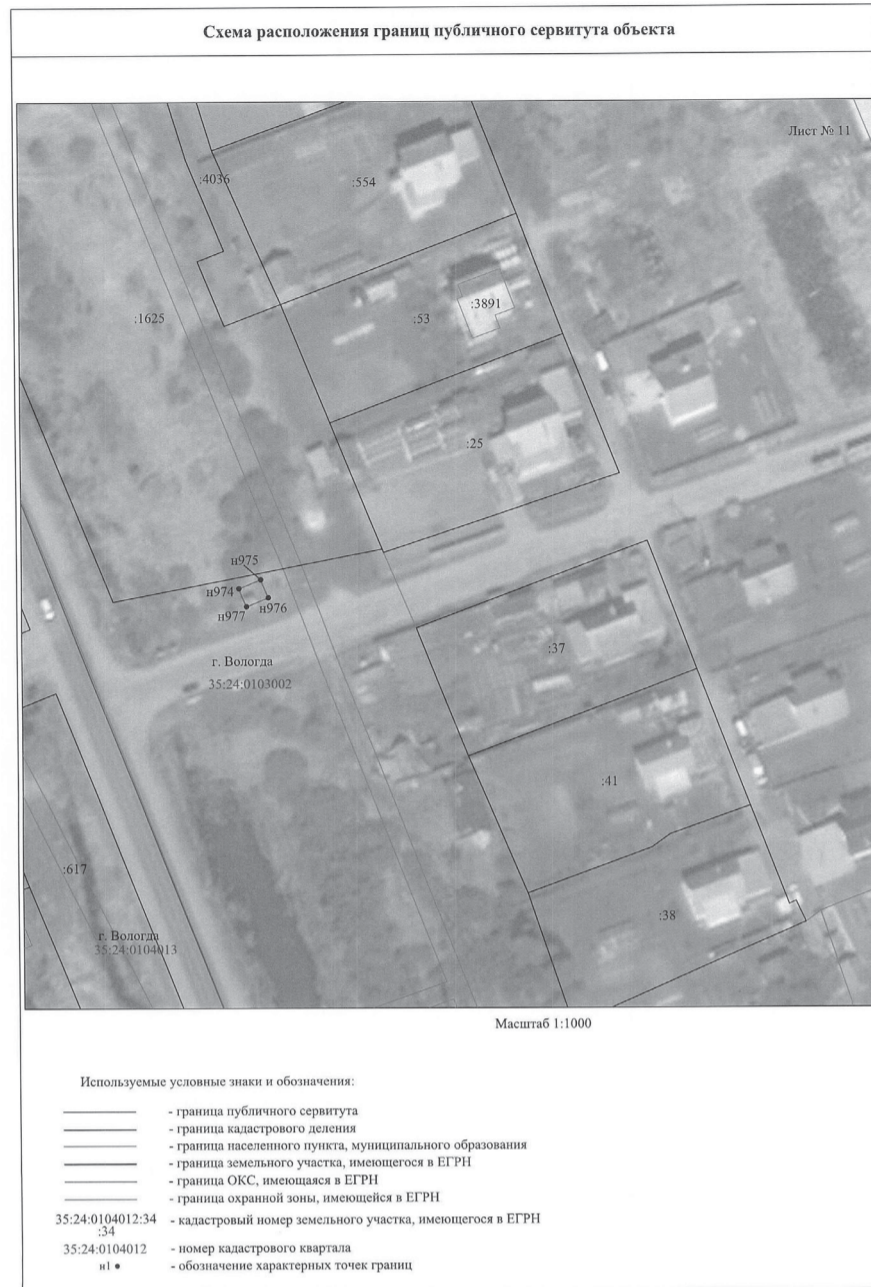 Схема расположения границ публичного сервитута объекта
Лист № 11
:4036
:554
:1625
:53
:3891
:25
н975
н974
н976
н977
:37
г. Вологда
35:24:0103002
:41
:617
:38
г. Вологда
35:24:0104013
Масштаб 1:1000
Используемые условные знаки и обозначения:
- граница публичного сервитута
- граница кадастрового деления
- граница населенного пункта, муниципального образования
- граница земельного участка, имеющегося в ЕГРН
- граница ОКС, имеющаяся в ЕГРН
- граница охранной зоны, имеющейся в ЕГРН
35:24:0104012:34 - кадастровый номер земельного участка, имеющегося в ЕГРН
:34
35:24:0104012 - номер кадастрового квартала
н1 - обозначение характерных точек границ